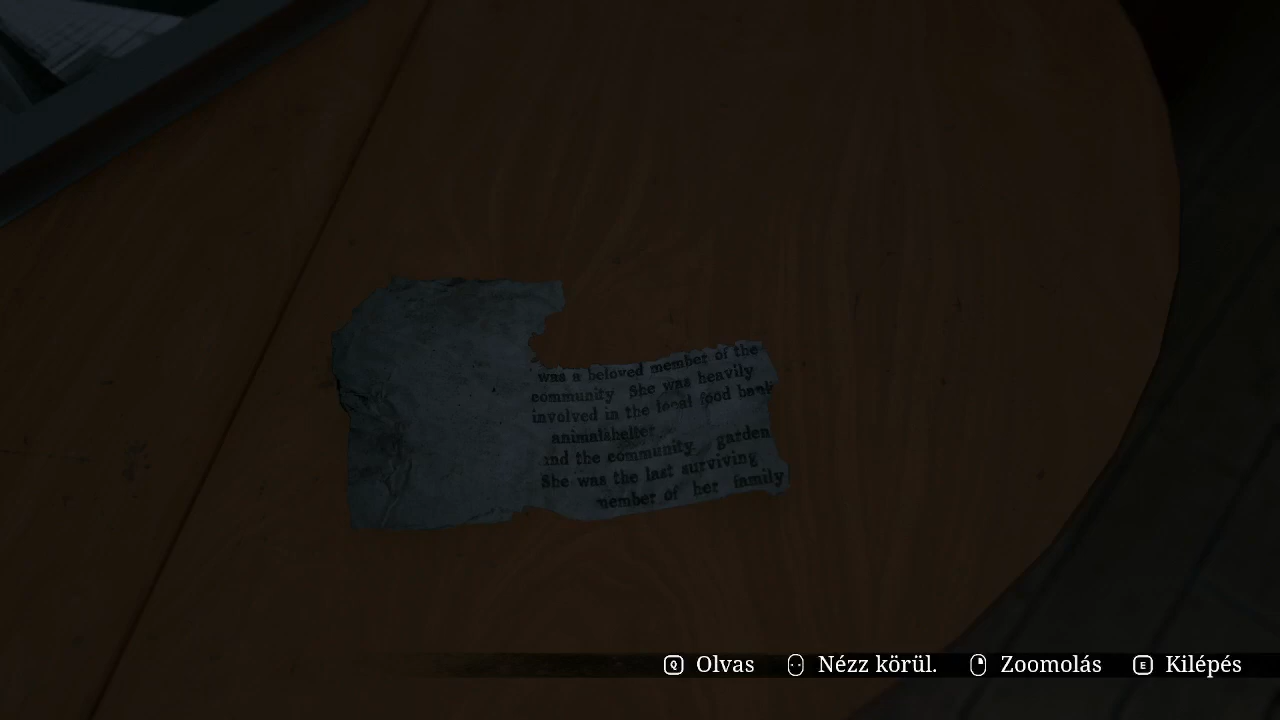 was a beloved member of the
community She was heavily
involved in the local food bank
animalshelter
and the community garden
She was the last surviving
member of her family
Olvas Nézz körül. Zoomolás Kilépés